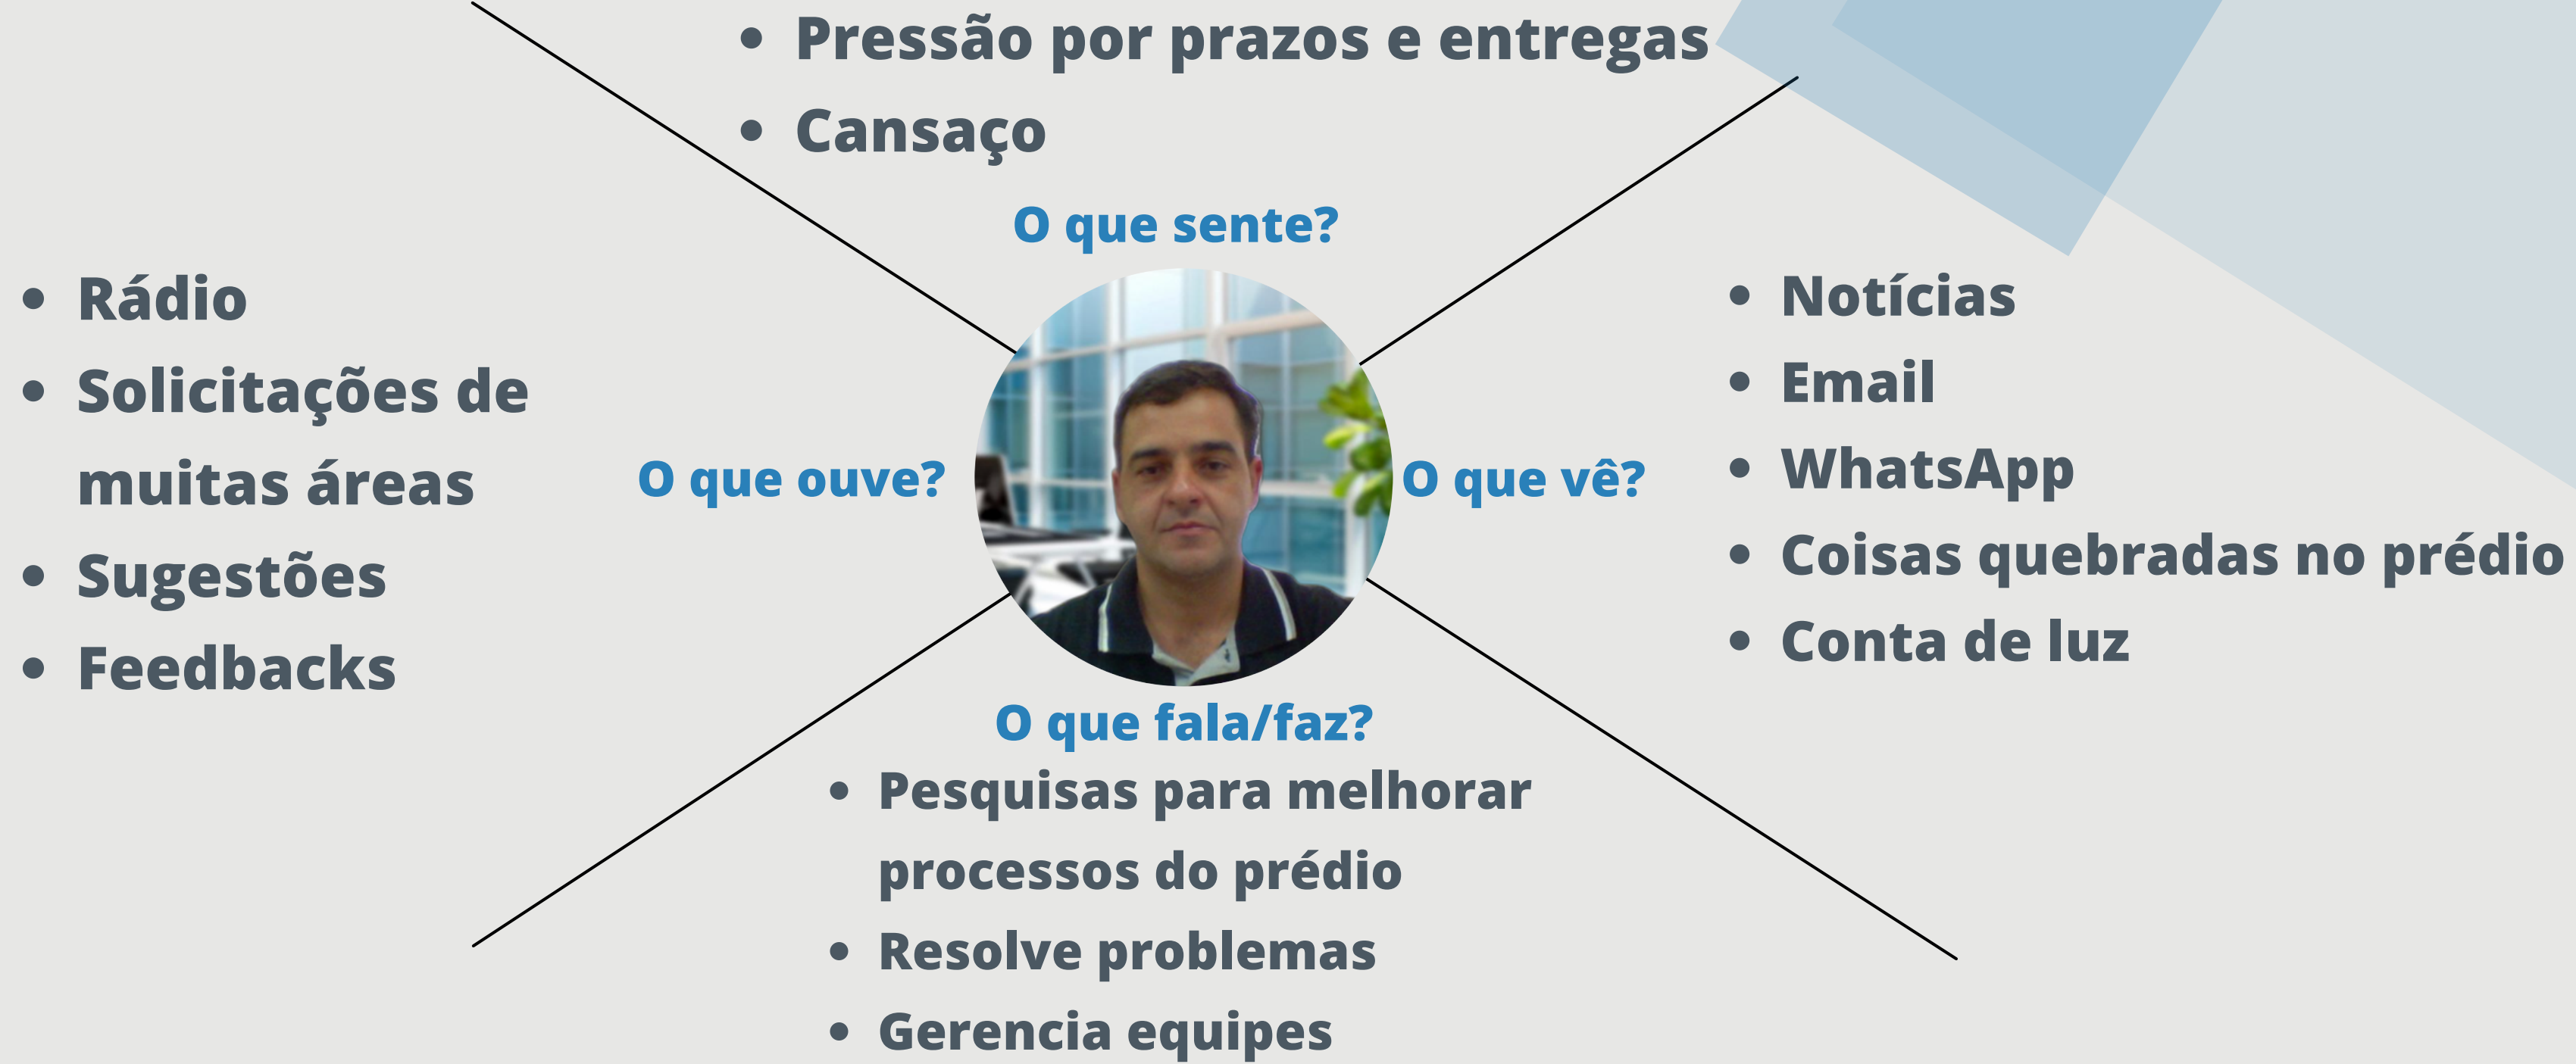 • Pressão por prazos e entregas
• Cansaço
O que sente?
O que ouve?
• Rádio
• Solicitações de
muitas áreas
• Sugestões
• Feedbacks
O que vê?
• Notícias
• Email
• WhatsApp
• Coisas quebradas no prédio
• Conta de luz
O que fala/faz?
• Pesquisas para melhorar
processos do prédio
• Resolve problemas
• Gerencia equipes